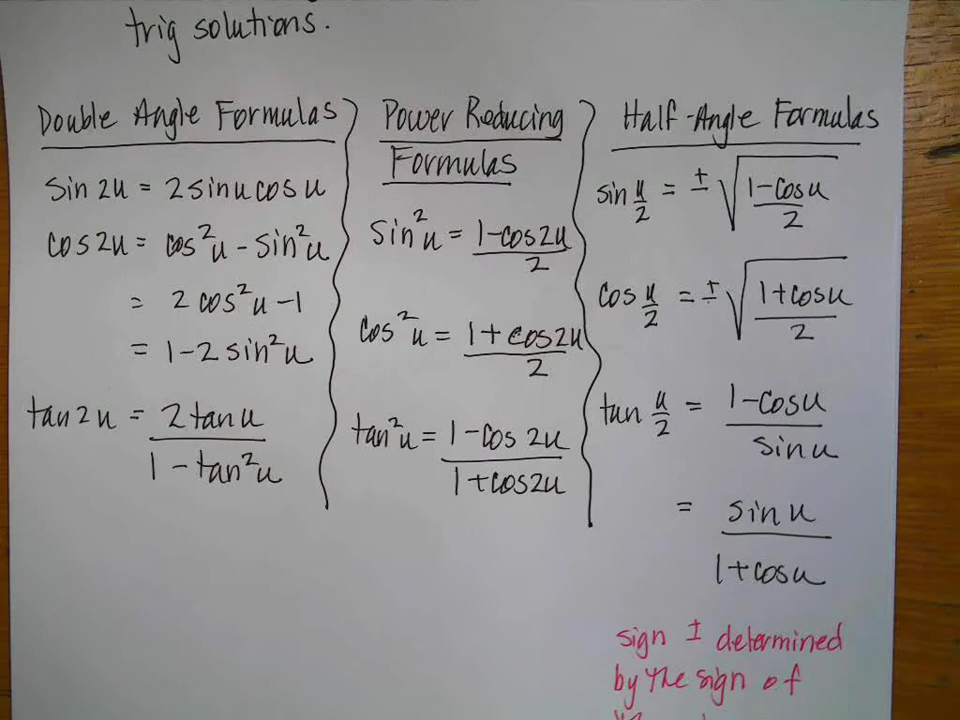 trig solutions.
Double Angle Formulas
sin 2u = 2 sin u cos u
cos 2u = cos²u - sin²u
= 2 cos²u - 1
= 1 - 2 sin²u
tan 2u = 2 tan u / 1 - tan²u
Power Reducing
Formulas
sin²u = 1 - cos 2u / 2
cos²u = 1 + cos 2u / 2
tan²u = 1 - cos 2u / 1 + cos 2u
Half-Angle Formulas
sin u/2 = ± √(1 - cos u / 2)
cos u/2 = ± √(1 + cos u / 2)
tan u/2 = 1 - cos u / sin u
= sin u / 1 + cos u
sign ± determined
by the sign of